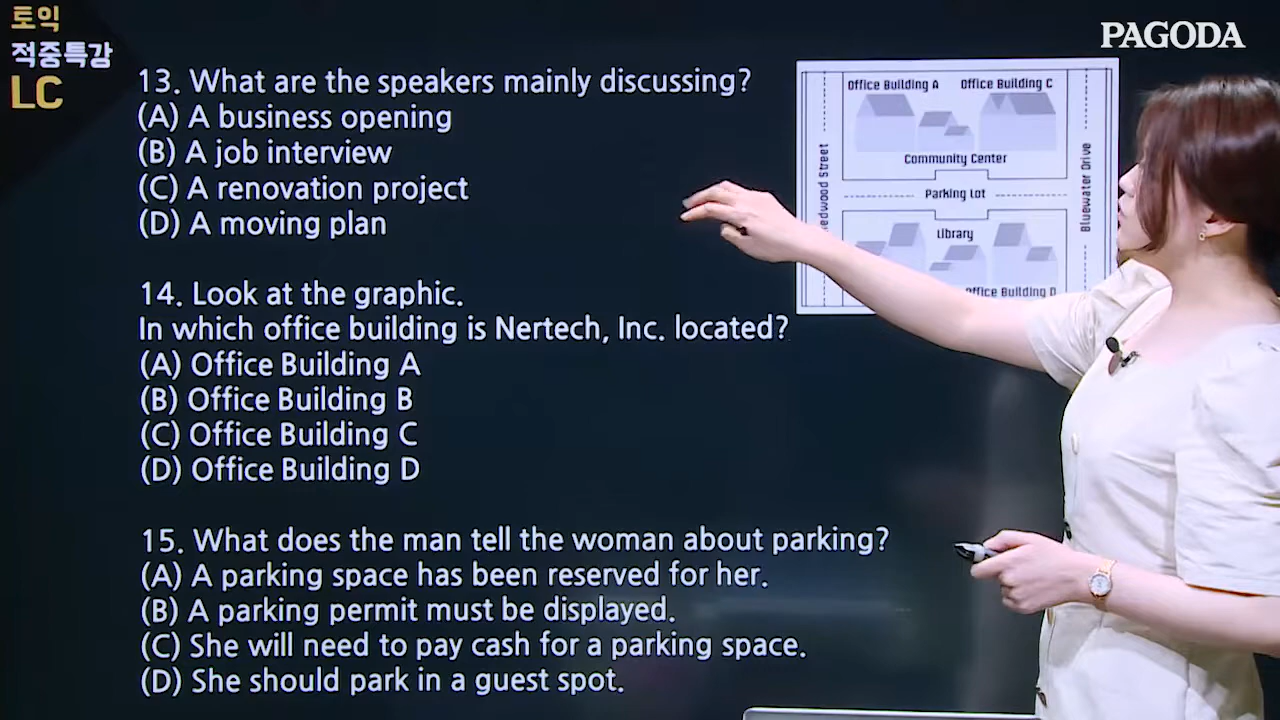 토익
적중특강
LC
PAGODA
13. What are the speakers mainly discussing?
(A) A business opening
(B) A job interview
(C) A renovation project
(D) A moving plan
14. Look at the graphic.
In which office building is Nertech, Inc. located?
(A) Office Building A
(B) Office Building B
(C) Office Building C
(D) Office Building D
15. What does the man tell the woman about parking?
(A) A parking space has been reserved for her.
(B) A parking permit must be displayed.
(C) She will need to pay cash for a parking space.
(D) She should park in a guest spot.
Office Building A Office Building C
Community Center
Parking Lot
Library
Office Building D
Street
Bluewater Drive